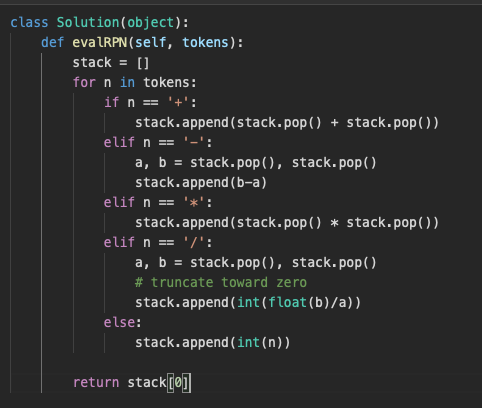 class Solution(object):
    def evalRPN(self, tokens):
        stack = []
        for n in tokens:
            if n == '+':
                stack.append(stack.pop() + stack.pop())
            elif n == '-':
                a, b = stack.pop(), stack.pop()
                stack.append(b-a)
            elif n == '*':
                stack.append(stack.pop() * stack.pop())
            elif n == '/':
                a, b = stack.pop(), stack.pop()
                # truncate toward zero
                stack.append(int(float(b)/a))
            else:
                stack.append(int(n))

        return stack[0]